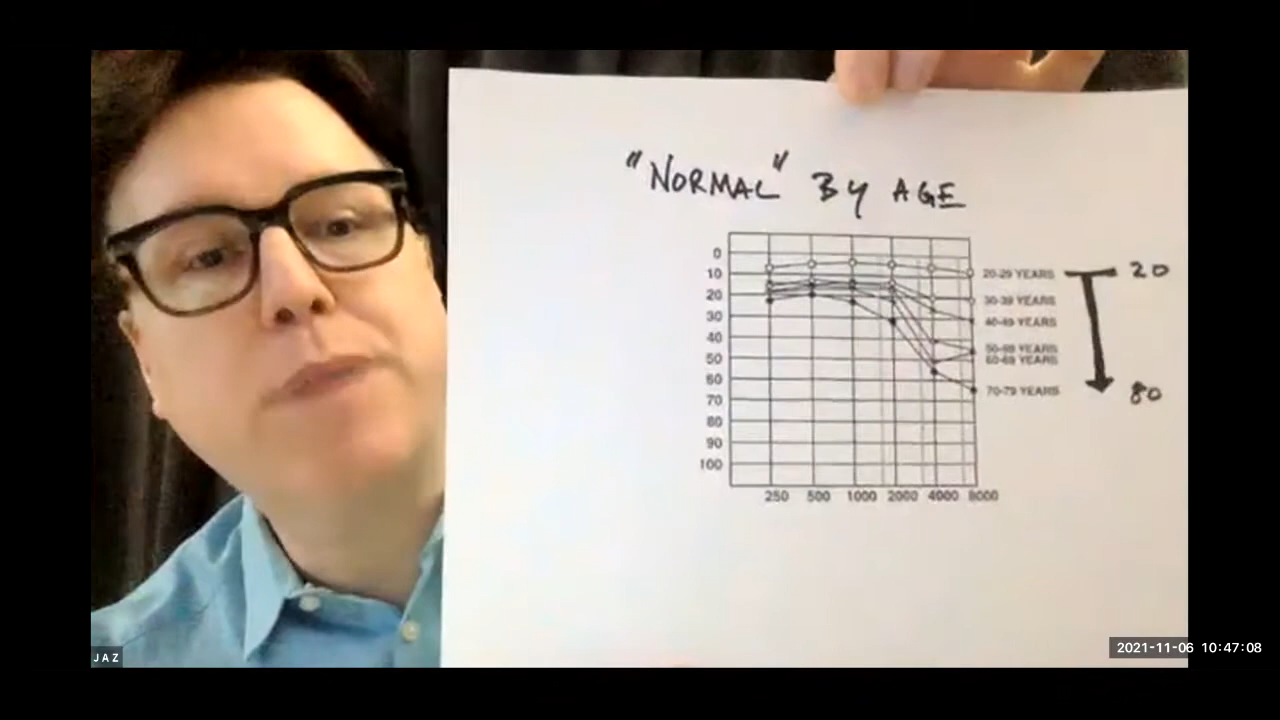 "NORMAL" BY AGE
0
10
20
30
40
50
60
70
80
90
100
20-29 YEARS
30-39 YEARS
40-49 YEARS
50-59 YEARS
60-69 YEARS
70-79 YEARS
20
80
250 500 1000 2000 4000 8000
JAZ
2021-11-06 10:47:08